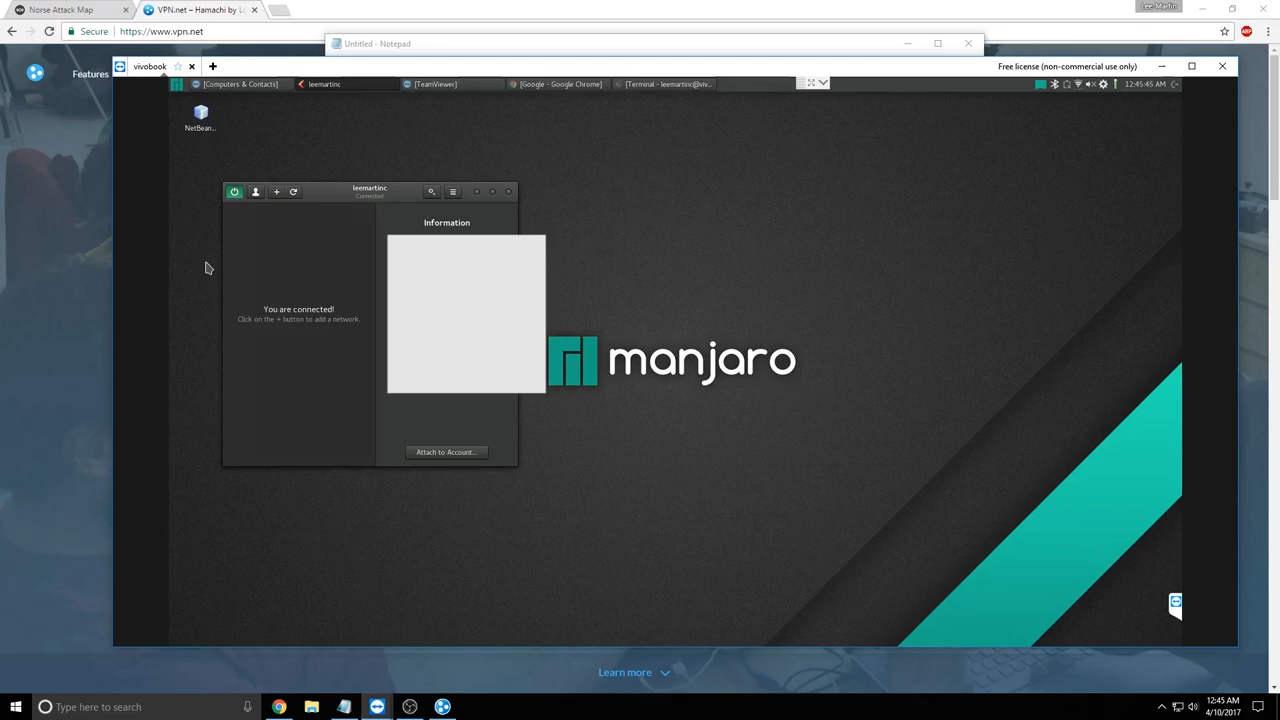 Norse Attack Map
VPN.net – Hamachi by L
Lee Martin
Secure
https://www.vpn.net
Untitled - Notepad
Features
vivobook
Free license (non-commercial use only)
[Computers & Contacts]
leemartinc
[TeamViewer]
[Google - Google Chrome]
[Terminal - leemartinc@viv...
12:45:45 AM
NetBean...
leemartinc
Connected
Information
You are connected!
Click on the + button to add a network.
manjaro
Attach to Account...
Learn more
Type here to search
12:45 AM
4/10/2017